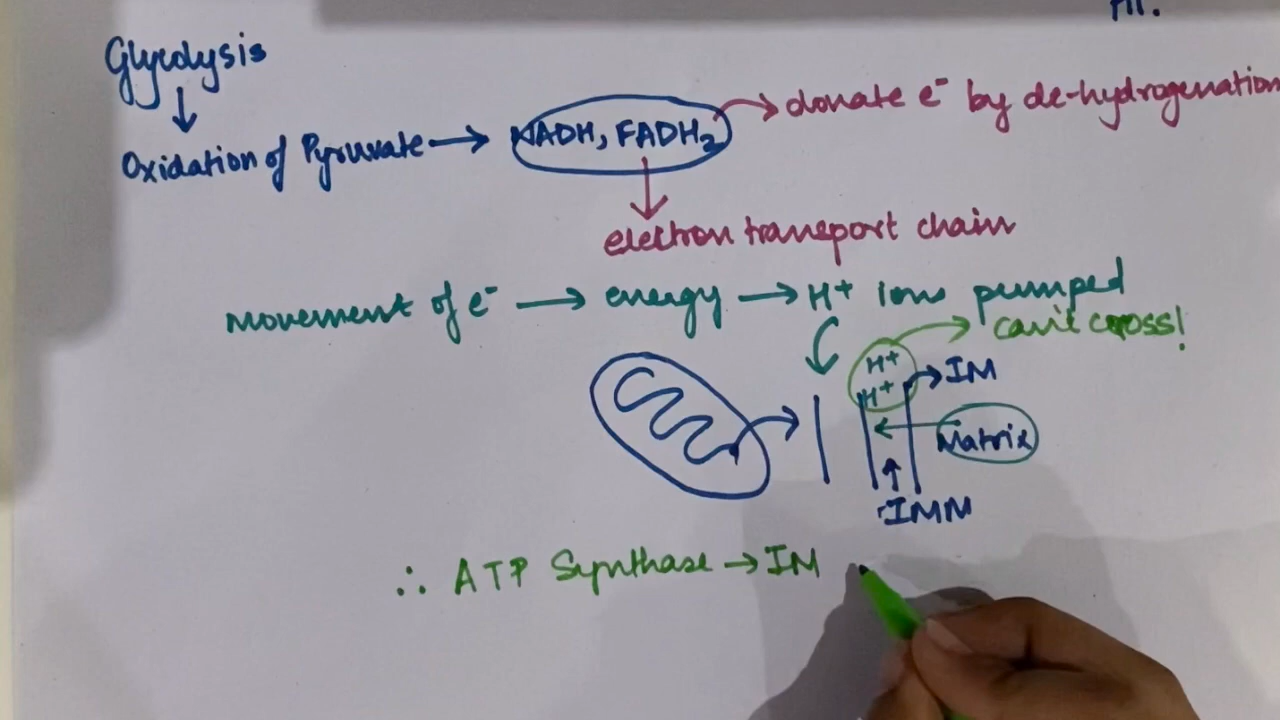 Glycolysis
↓
Oxidation of Pyruvate → NADH, FADH₂ → donate e⁻ by de-hydrogenation
↓
electron transport chain
movement of e⁻ → energy → H+ ions pumped
can't cross!
H+
H+ → IM
Matrix
IMM
∴ ATP Synthase → IM